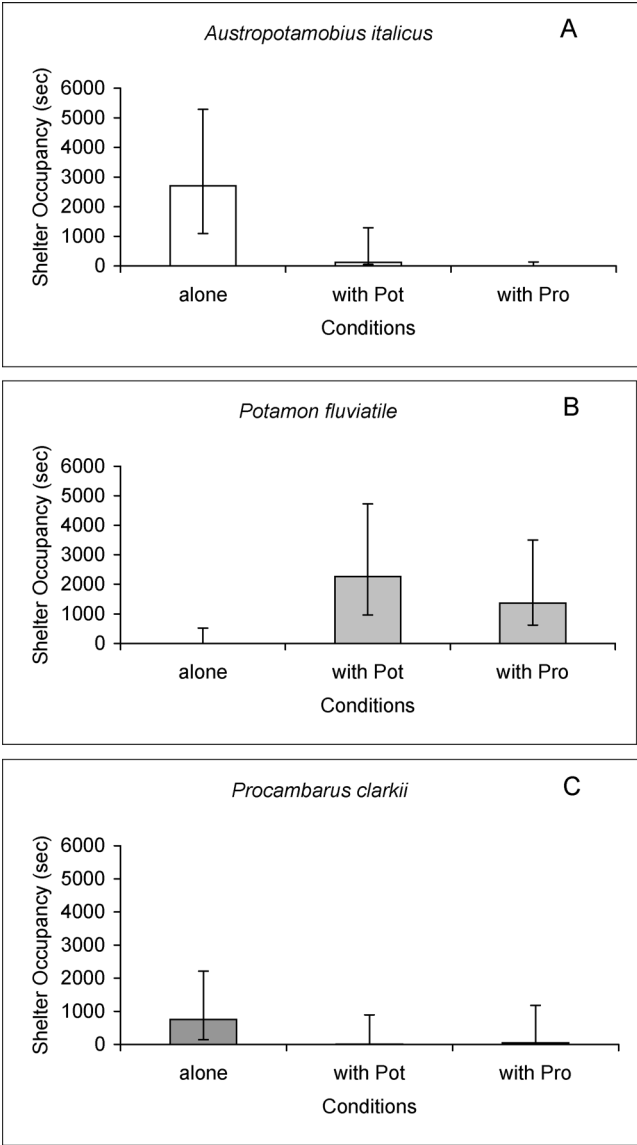 Austropotamobius italicus
A
Shelter Occupancy (sec)
6000
5000
4000
3000
2000
1000
0
alone with Pot with Pro
Conditions
Potamon fluviatile
B
Shelter Occupancy (sec)
6000
5000
4000
3000
2000
1000
0
alone with Pot with Pro
Conditions
Procambarus clarkii
C
Shelter Occupancy (sec)
6000
5000
4000
3000
2000
1000
0
alone with Pot with Pro
Conditions